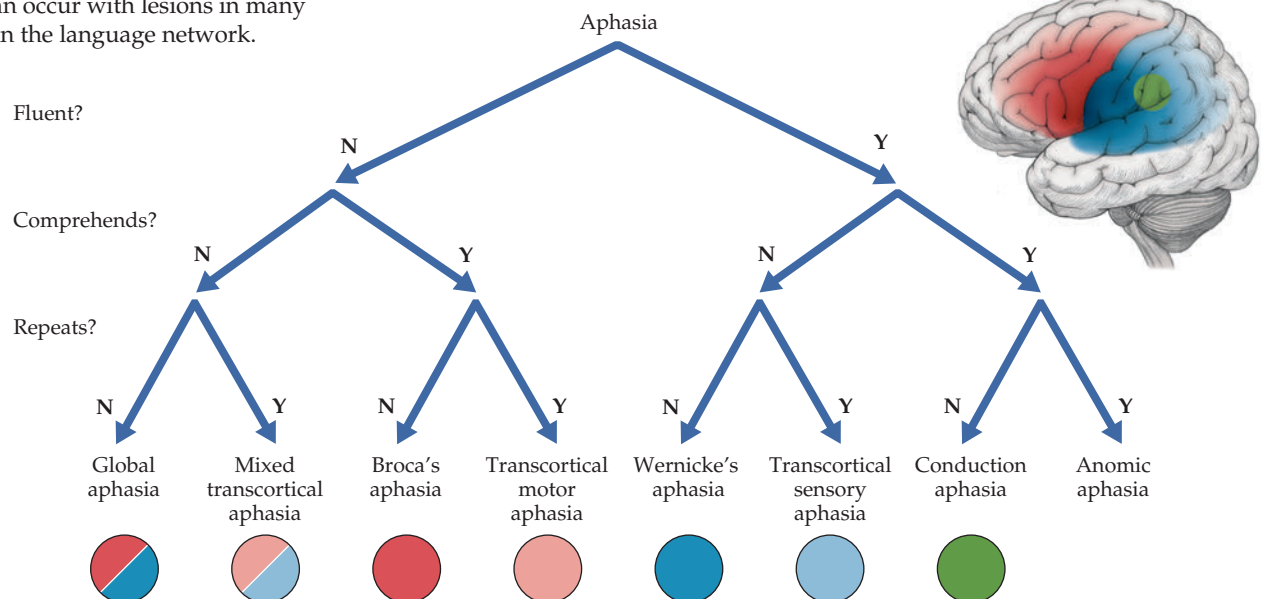 occur with lesions in many
the language network.
Aphasia
Fluent?
N
Y
Comprehends?
N
Y
N
Y
Repeats?
N
Y
N
Y
N
Y
N
Y
Global
aphasia
Mixed
transcortical
aphasia
Broca's
aphasia
Transcortical
motor
aphasia
Wernicke's
aphasia
Transcortical
sensory
aphasia
Conduction
aphasia
Anomic
aphasia